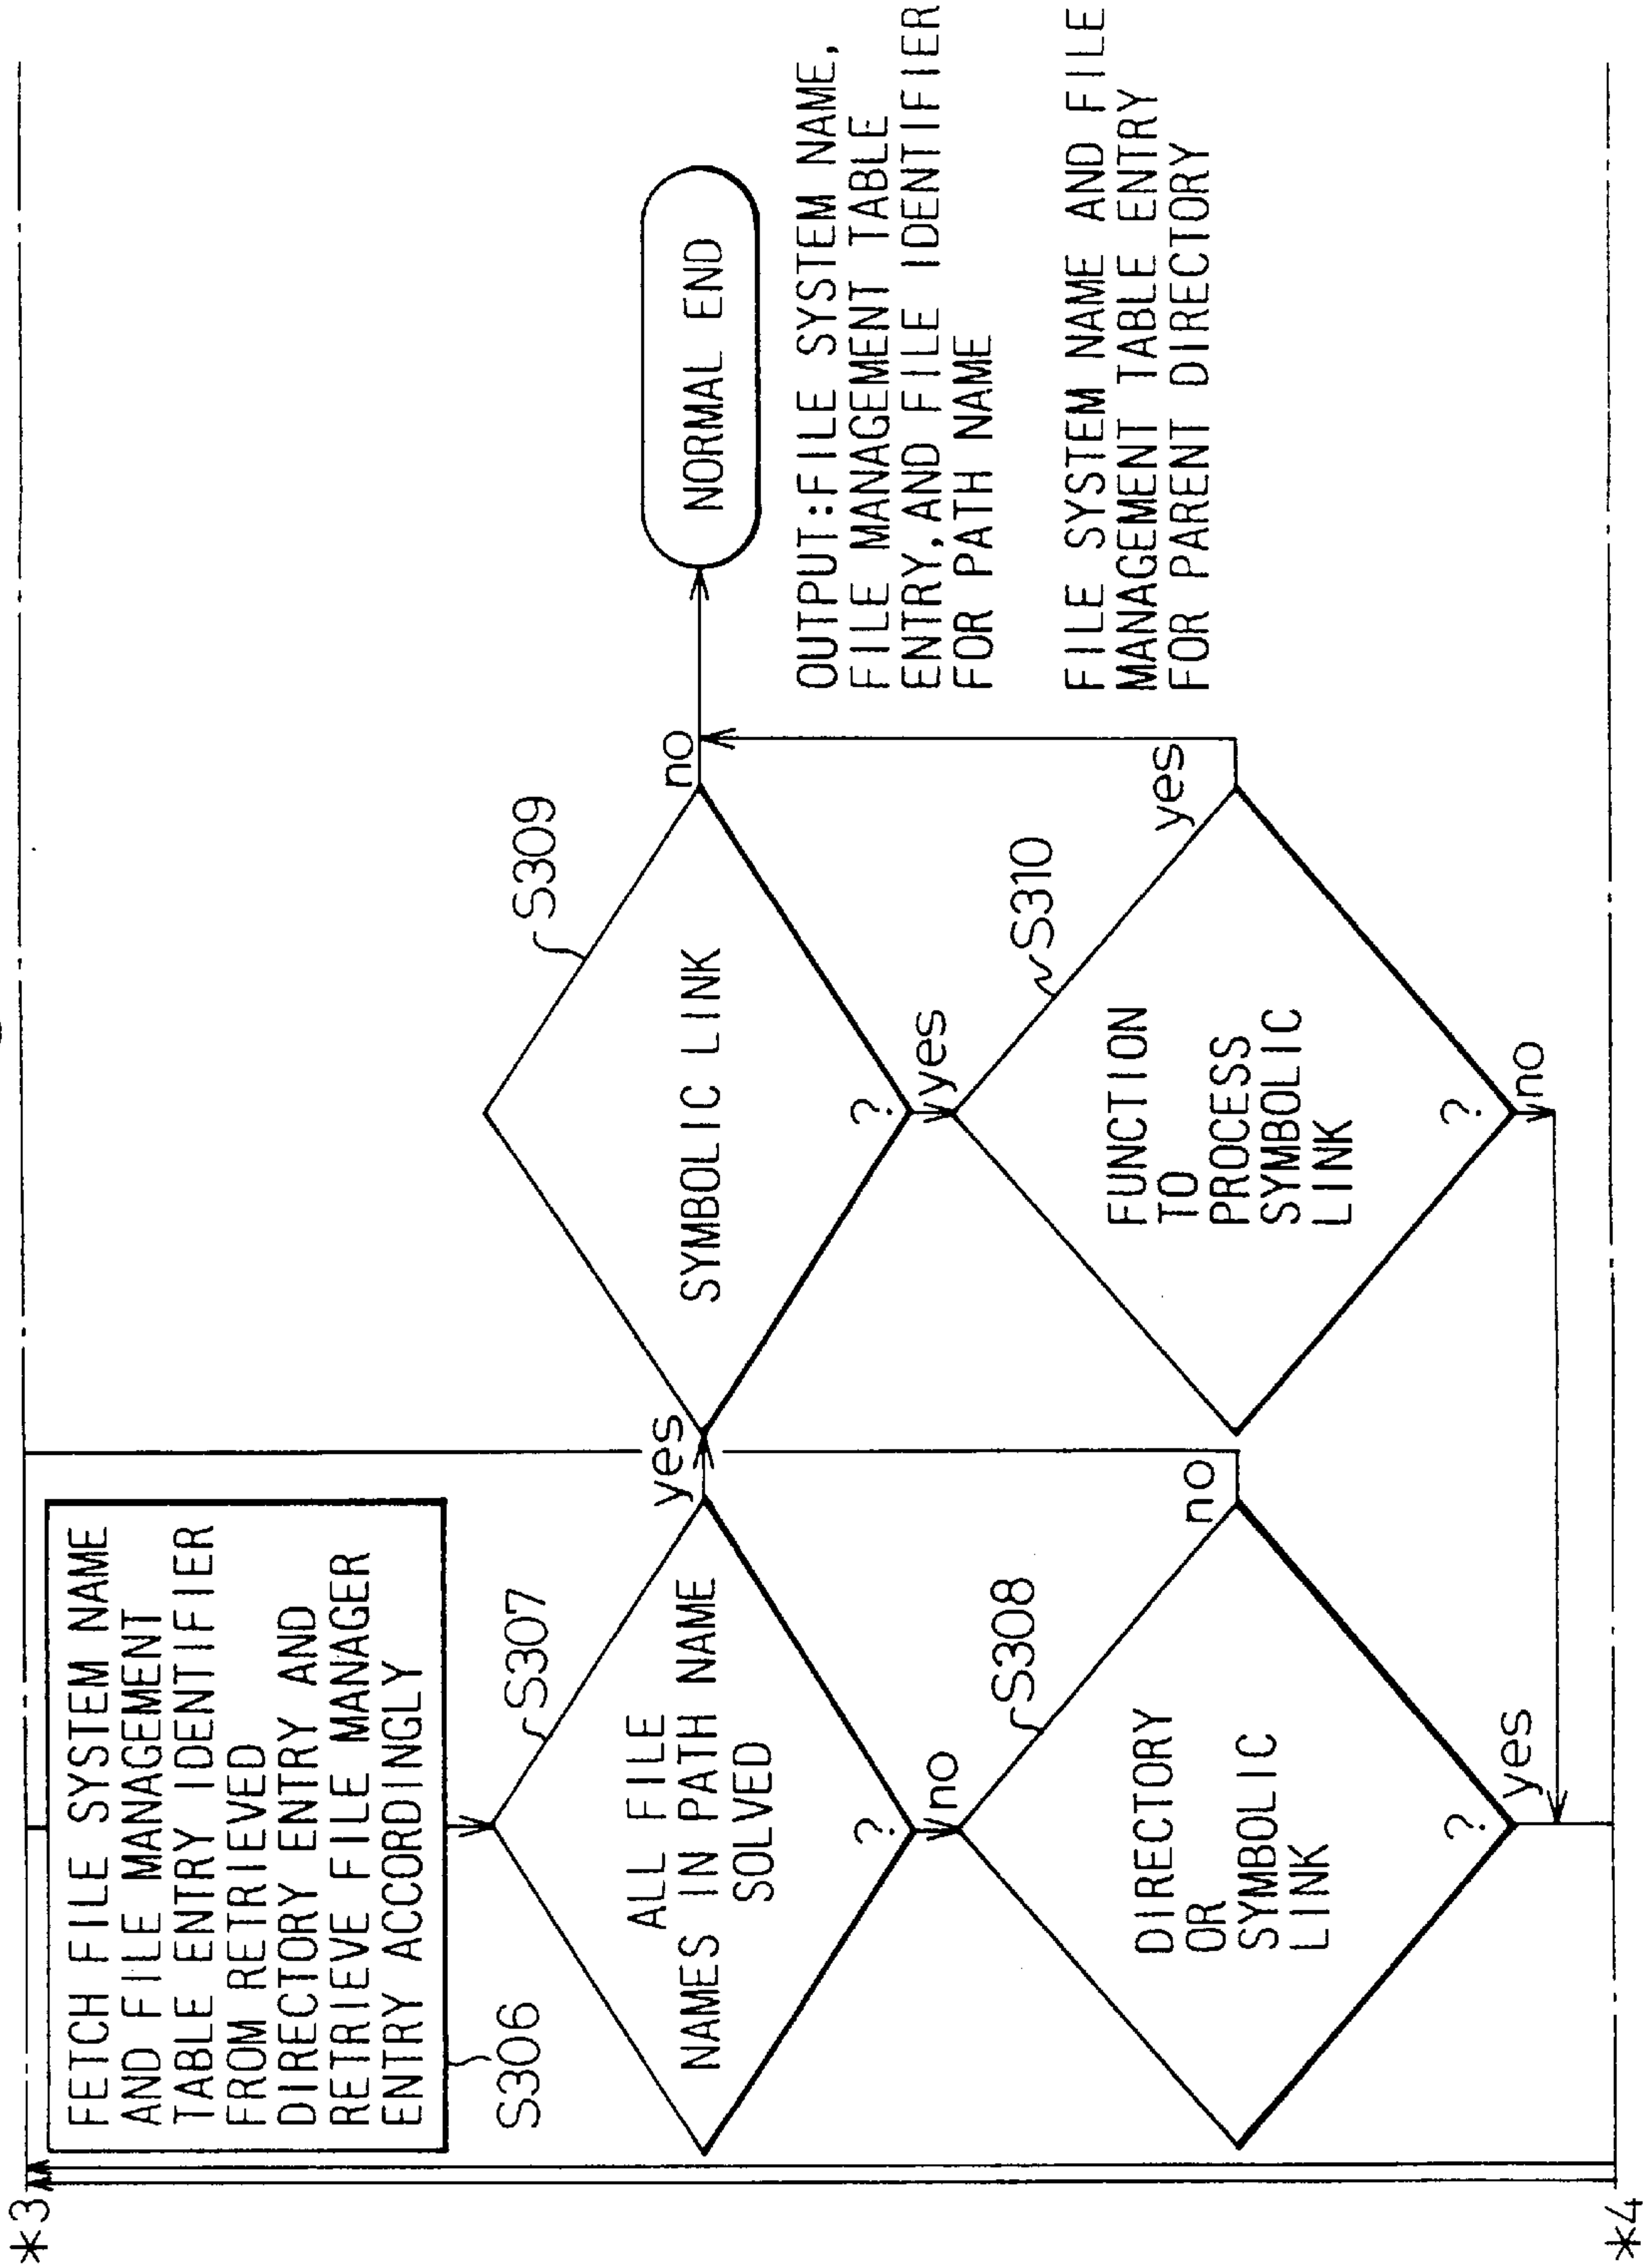 *3
FETCH FILE SYSTEM NAME
AND FILE MANAGEMENT
TABLE ENTRY IDENTIFIER
FROM RETRIEVED
DIRECTORY ENTRY AND
RETRIEVE FILE MANAGER
ENTRY ACCORDINGLY
S306
S307
ALL FILE
NAMES IN PATH NAME
SOLVED
?
yes
no
S309
SYMBOLIC LINK
?
no
yes
NORMAL END
OUTPUT:FILE SYSTEM NAME,
FILE MANAGEMENT TABLE
ENTRY,AND FILE IDENTIFIER
FOR PATH NAME
FILE SYSTEM NAME AND FILE
MANAGEMENT TABLE ENTRY
FOR PARENT DIRECTORY
S308
DIRECTORY
OR
SYMBOLIC
LINK
?
no
yes
S310
FUNCTION
TO
PROCESS
SYMBOLIC
LINK
?
yes
no
*4